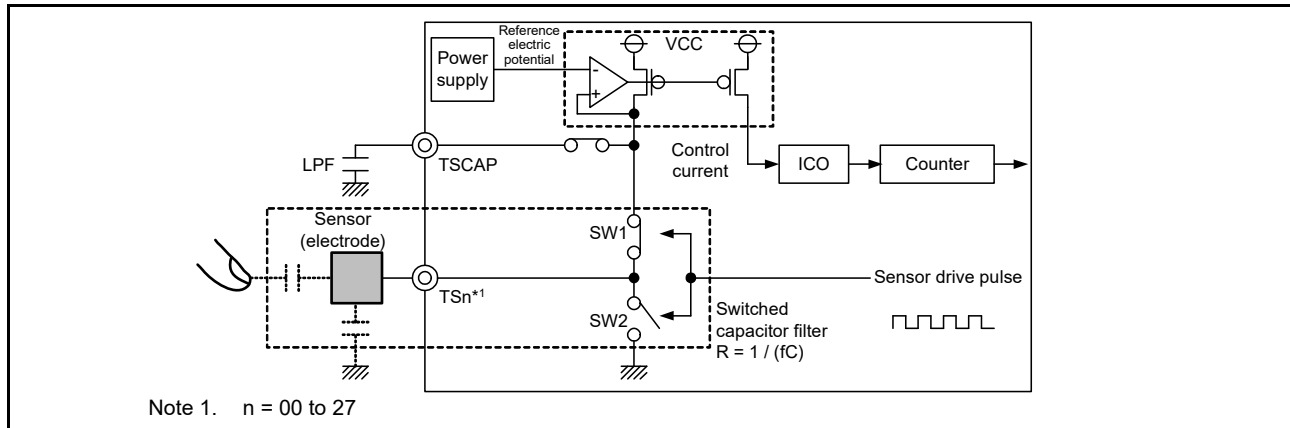 Reference
electric
potential
VCC
Power
supply
-
+
LPF
TSCAP
Control
current
ICO
Counter
Sensor
(electrode)
SW1
TSn*1
Sensor drive pulse
SW2
Switched
capacitor filter
R = 1 / (fC)
Note 1. n = 00 to 27